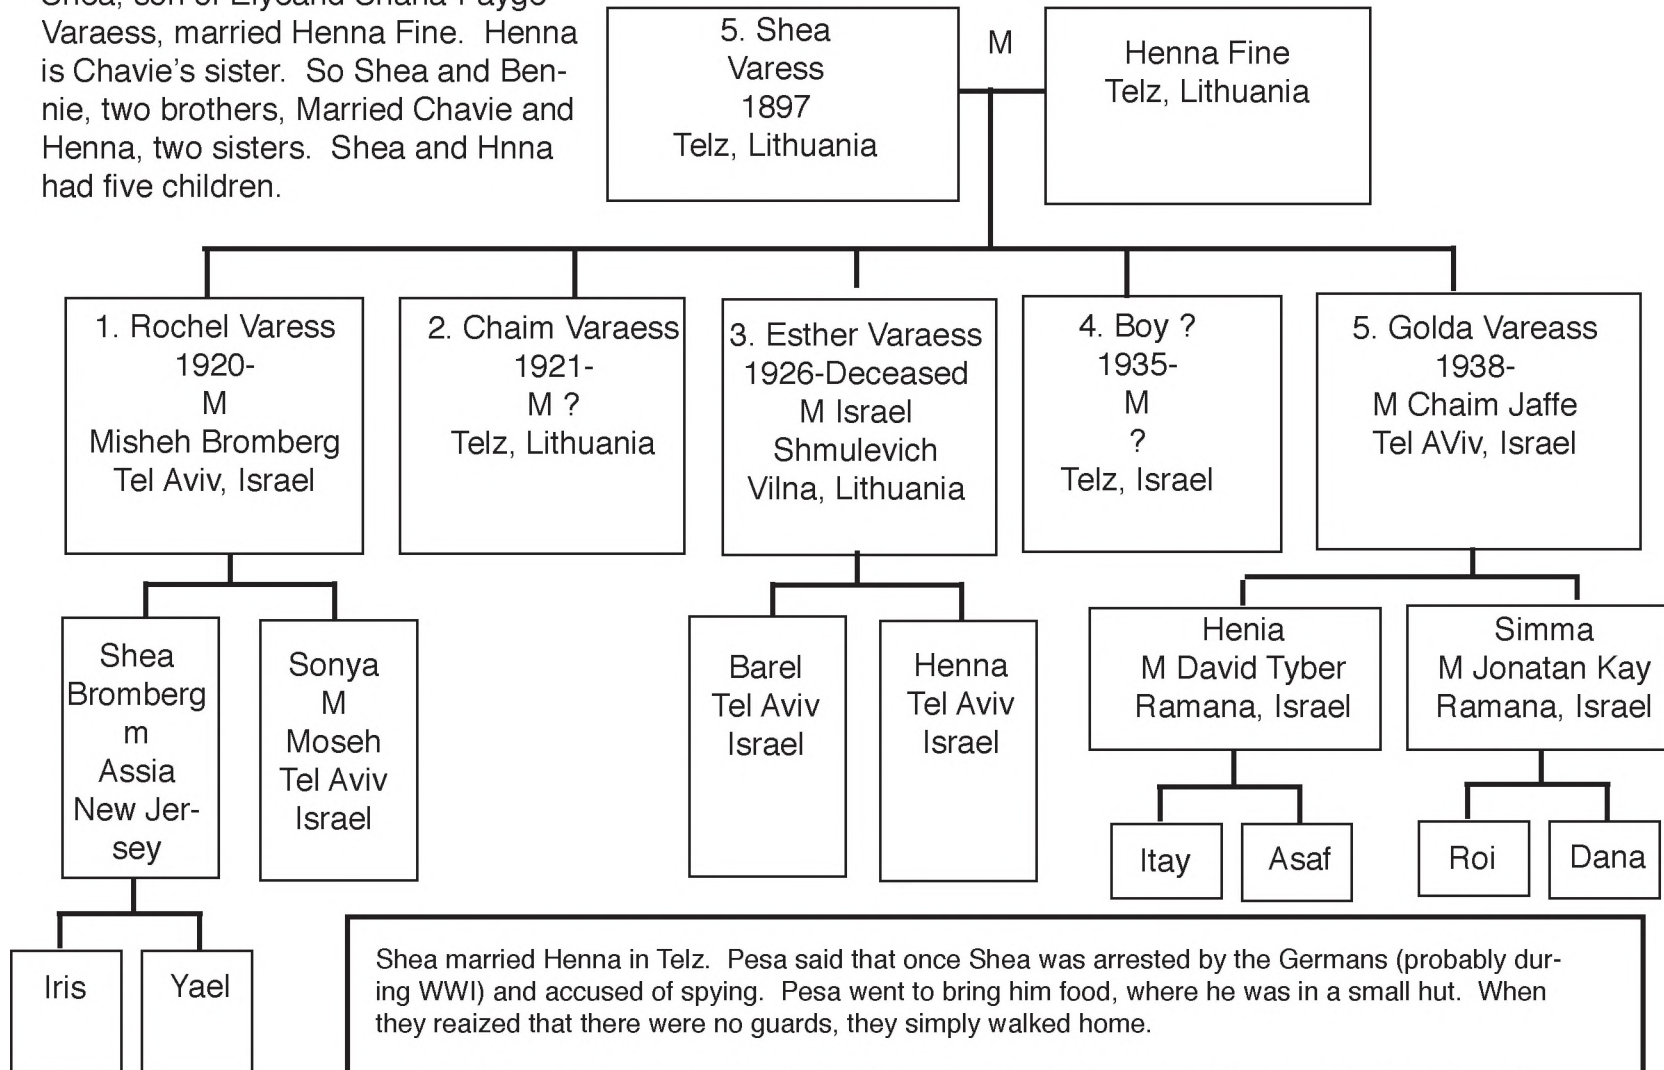 Shea, son of Elyeand Shana Fayge
Varaess, married Henna Fine.  Henna
is Chavie's sister.  So Shea and Ben-
nie, two brothers, Married Chavie and
Henna, two sisters.  Shea and Hnna
had five children.
5. Shea
Varess
1897
Telz, Lithuania
M
Henna Fine
Telz, Lithuania
1. Rochel Varess
1920-
M
Misheh Bromberg
Tel Aviv, Israel
2. Chaim Varaess
1921-
M ?
Telz, Lithuania
3. Esther Varaess
1926-Deceased
M Israel
Shmulevich
Vilna, Lithuania
4. Boy ?
1935-
M
?
Telz, Israel
5. Golda Vareass
1938-
M Chaim Jaffe
Tel AViv, Israel
Shea
Bromberg
m
Assia
New Jer-
sey
Sonya
M
Moseh
Tel Aviv
Israel
Barel
Tel Aviv
Israel
Henna
Tel Aviv
Israel
Henia
M David Tyber
Ramana, Israel
Simma
M Jonatan Kay
Ramana, Israel
Itay
Asaf
Roi
Dana
Iris
Yael
Shea married Henna in Telz.  Pesa said that once Shea was arrested by the Germans (probably dur-
ing WWI) and accused of spying.  Pesa went to bring him food, where he was in a small hut.  When
they reaized that there were no guards, they simply walked home.